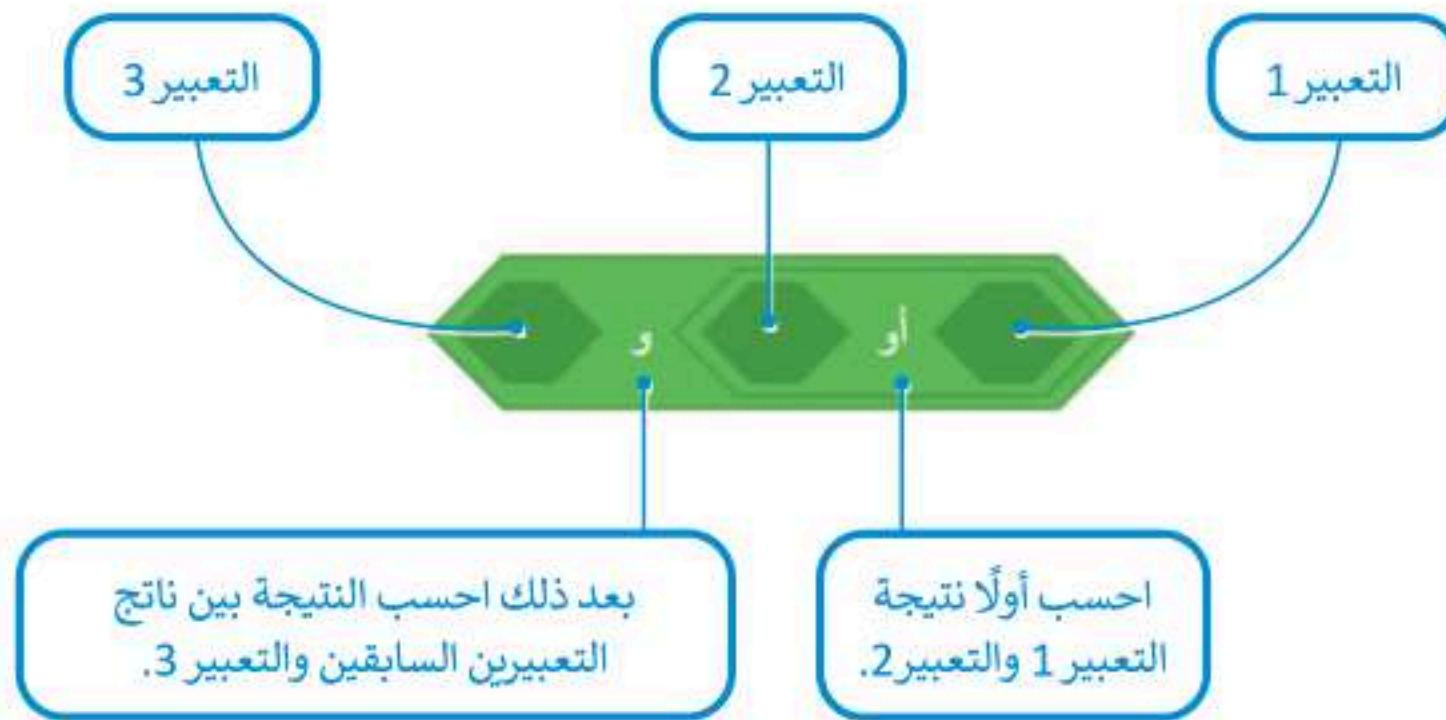 التعبير 1
التعبير 2
التعبير 3
أو
و
احسب أولًا نتيجة
التعبير 1 والتعبير2.
بعد ذلك احسب النتيجة بين ناتج
التعبيرين السابقين والتعبير 3.